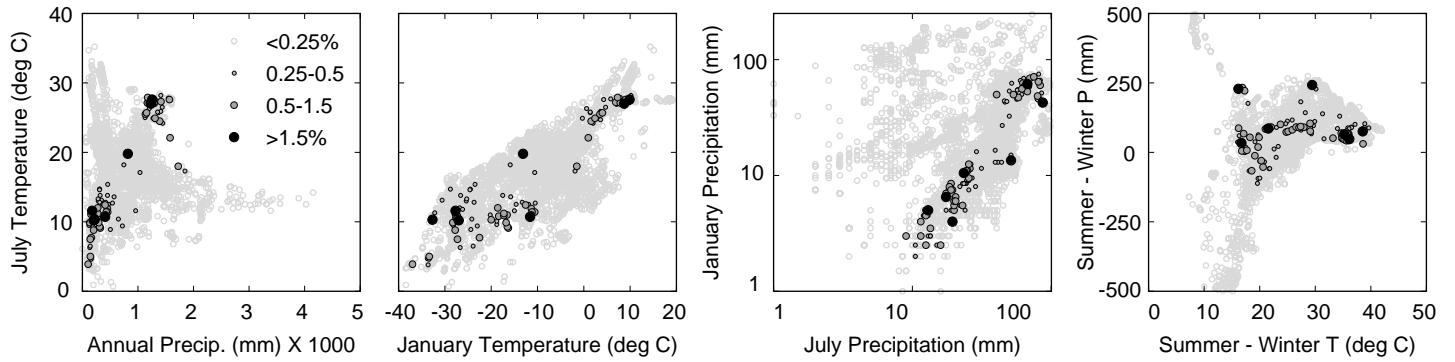 July Temperature (deg C)
40
30
20
10
0
0 1 2 3 4 5
Annual Precip. (mm) X 1000
<0.25%
0.25-0.5
0.5-1.5
>1.5%
-40 -30 -20 -10 0 10 20
January Temperature (deg C)
January Precipitation (mm)
100
10
1
1 10 100
July Precipitation (mm)
Summer - Winter P (mm)
500
250
0
-250
-500
0 10 20 30 40 50
Summer - Winter T (deg C)